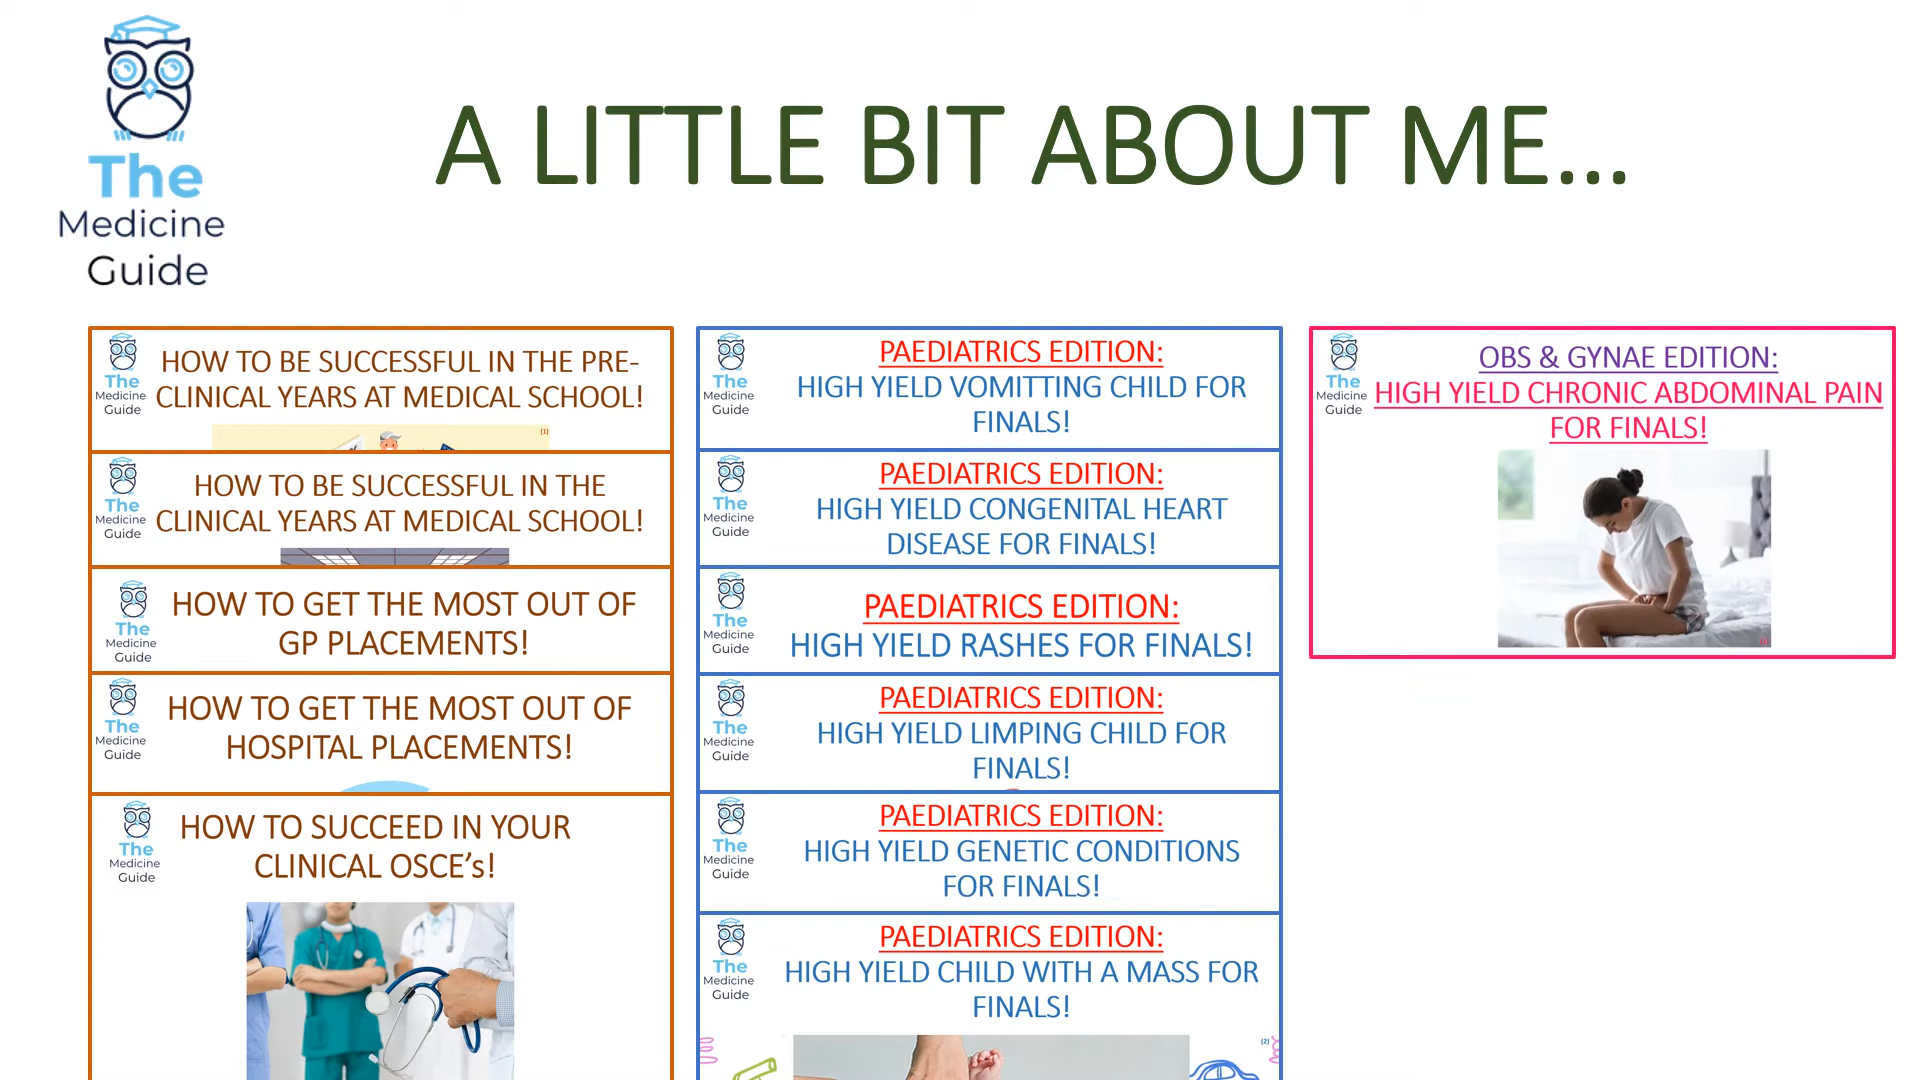 The
Medicine
Guide
A LITTLE BIT ABOUT ME...
The
Medicine
Guide
HOW TO BE SUCCESSFUL IN THE PRE-
CLINICAL YEARS AT MEDICAL SCHOOL!
(1)
The
Medicine
Guide
HOW TO BE SUCCESSFUL IN THE
CLINICAL YEARS AT MEDICAL SCHOOL!
The
Medicine
Guide
HOW TO GET THE MOST OUT OF
GP PLACEMENTS!
The
Medicine
Guide
HOW TO GET THE MOST OUT OF
HOSPITAL PLACEMENTS!
The
Medicine
Guide
HOW TO SUCCEED IN YOUR
CLINICAL OSCE's!
The
Medicine
Guide
PAEDIATRICS EDITION:
HIGH YIELD VOMITTING CHILD FOR
FINALS!
The
Medicine
Guide
PAEDIATRICS EDITION:
HIGH YIELD CONGENITAL HEART
DISEASE FOR FINALS!
The
Medicine
Guide
PAEDIATRICS EDITION:
HIGH YIELD RASHES FOR FINALS!
The
Medicine
Guide
PAEDIATRICS EDITION:
HIGH YIELD LIMPING CHILD FOR
FINALS!
The
Medicine
Guide
PAEDIATRICS EDITION:
HIGH YIELD GENETIC CONDITIONS
FOR FINALS!
The
Medicine
Guide
PAEDIATRICS EDITION:
HIGH YIELD CHILD WITH A MASS FOR
FINALS!
(2)
The
Medicine
Guide
OBS & GYNAE EDITION:
HIGH YIELD CHRONIC ABDOMINAL PAIN
FOR FINALS!